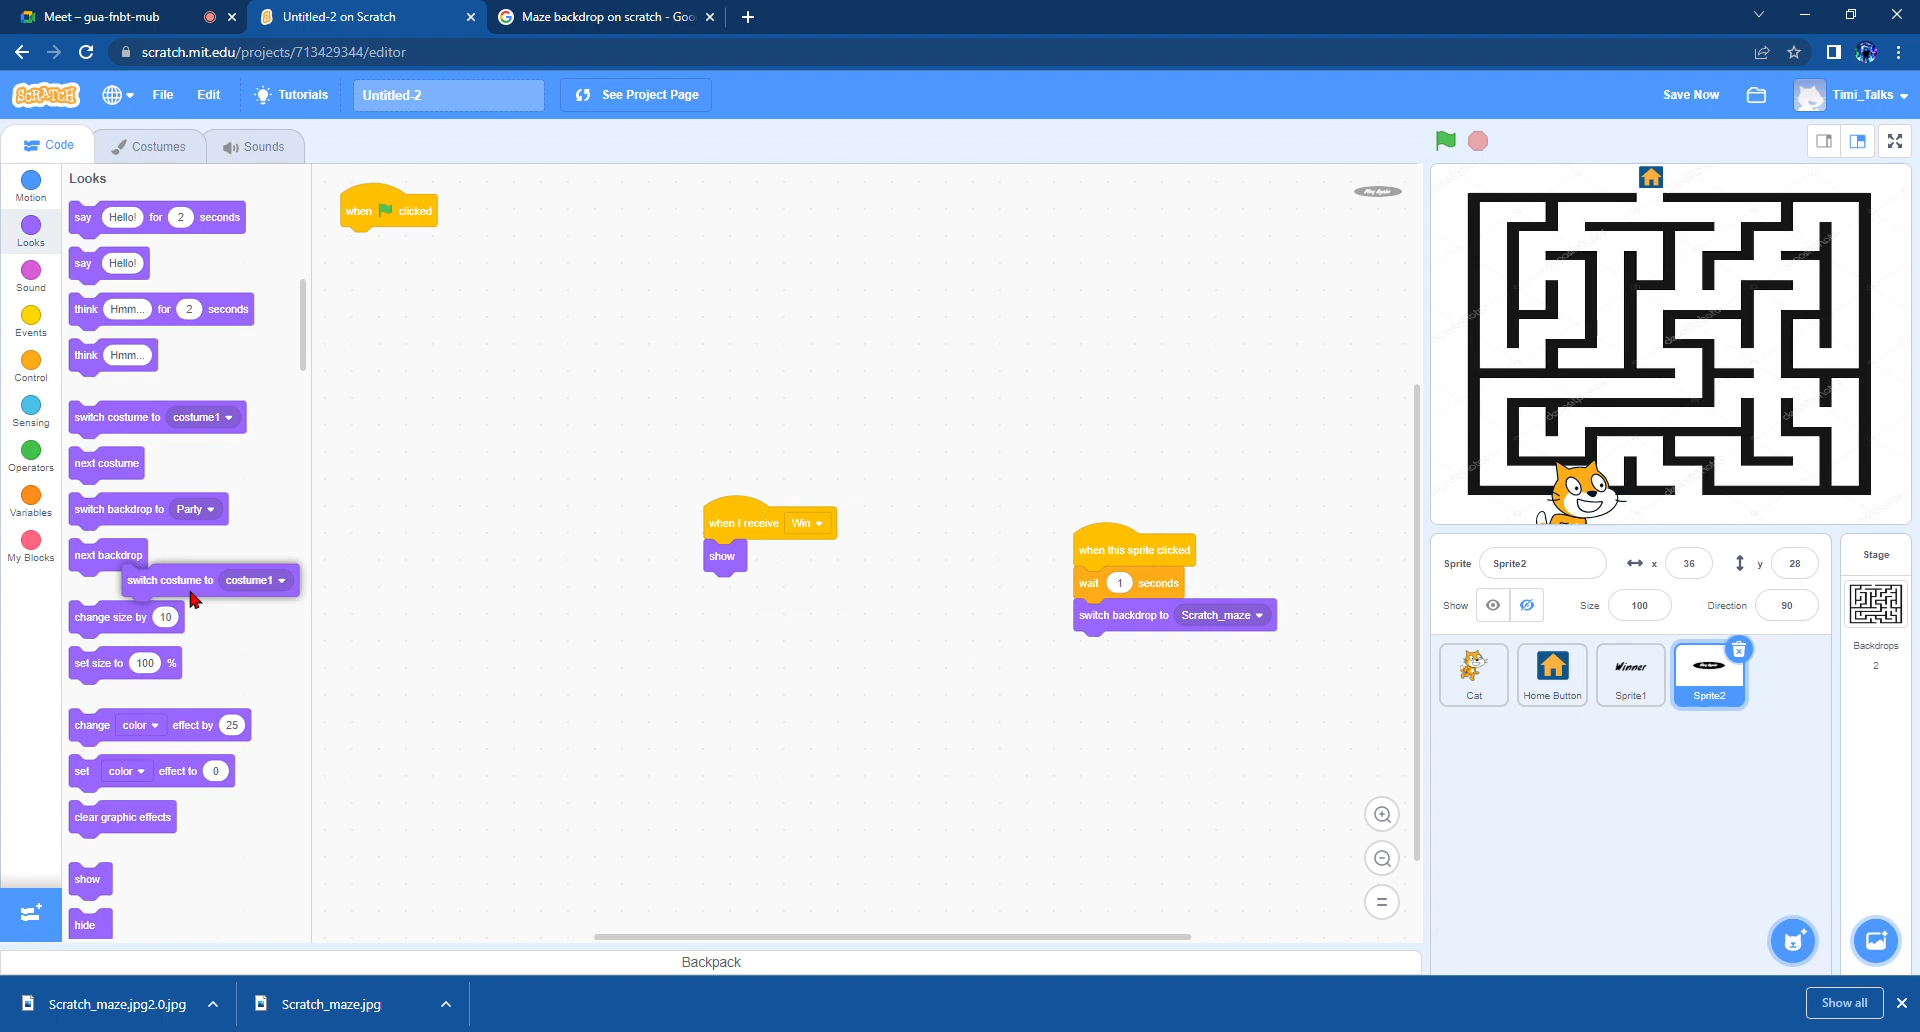 Meet – gua-fnbt-mub
Untitled-2 on Scratch
Maze backdrop on scratch - Goo
scratch.mit.edu/projects/713429344/editor
SCRATCH
File
Edit
Tutorials
Untitled-2
See Project Page
Save Now
Timi_Talks
Code
Costumes
Sounds
Motion
Looks
Sound
Events
Control
Sensing
Operators
Variables
My Blocks
Looks
say Hello! for 2 seconds
say Hello!
think Hmm... for 2 seconds
think Hmm...
switch costume to costume1
next costume
switch backdrop to Party
next backdrop
switch costume to costume1
change size by 10
set size to 100 %
change color effect by 25
set color effect to 0
clear graphic effects
show
hide
when clicked
Play Again
when I receive Win
show
when this sprite clicked
wait 1 seconds
switch backdrop to Scratch_maze
Backpack
Sprite Sprite2 x 36 y 28
Show Size 100 Direction 90
Cat
Home Button
Winner
Sprite1
Play Again
Sprite2
Stage
Backdrops
2
Scratch_maze.jpg2.0.jpg
Scratch_maze.jpg
Show all